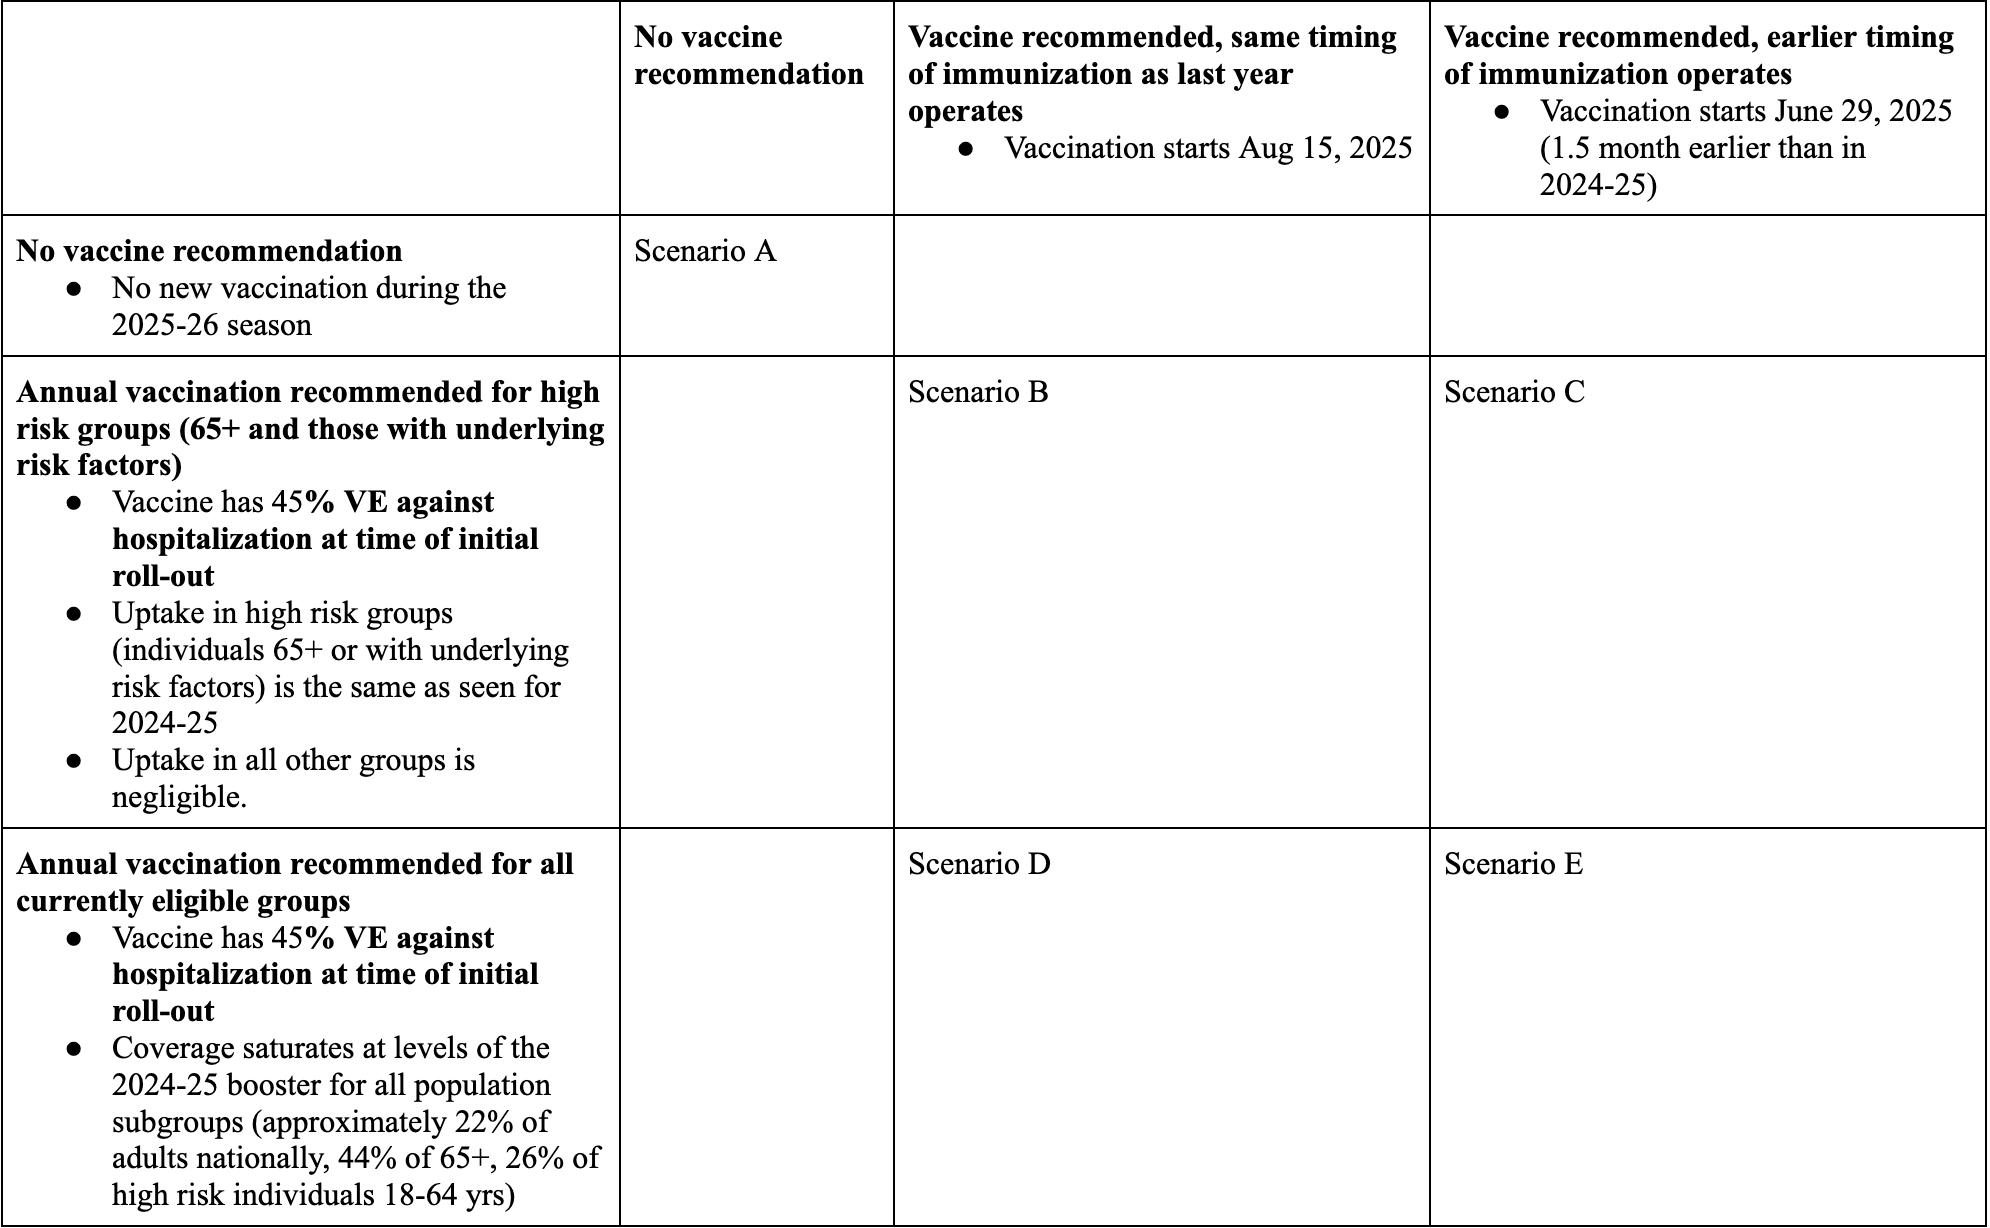 No vaccine
recommendation
Vaccine recommended, same timing
of immunization as last year
operates
● Vaccination starts Aug 15, 2025
Vaccine recommended, earlier timing
of immunization operates
● Vaccination starts June 29, 2025
(1.5 month earlier than in
2024-25)
No vaccine recommendation
● No new vaccination during the
2025-26 season
Scenario A
Annual vaccination recommended for high
risk groups (65+ and those with underlying
risk factors)
● Vaccine has 45% VE against
hospitalization at time of initial
roll-out
● Uptake in high risk groups
(individuals 65+ or with underlying
risk factors) is the same as seen for
2024-25
● Uptake in all other groups is
negligible.
Scenario B
Scenario C
Annual vaccination recommended for all
currently eligible groups
● Vaccine has 45% VE against
hospitalization at time of initial
roll-out
● Coverage saturates at levels of the
2024-25 booster for all population
subgroups (approximately 22% of
adults nationally, 44% of 65+, 26% of
high risk individuals 18-64 yrs)
Scenario D
Scenario E